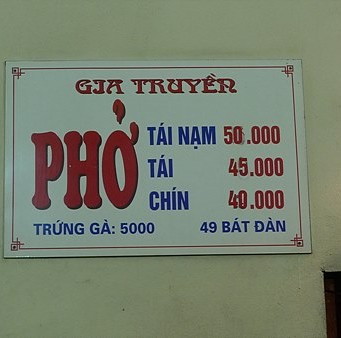 GIA TRUYỀN
PHỞ
TÁI NẠM 50.000
TÁI 45.000
CHÍN 40.000
TRỨNG GÀ: 5000 49 BÁT ĐÀN